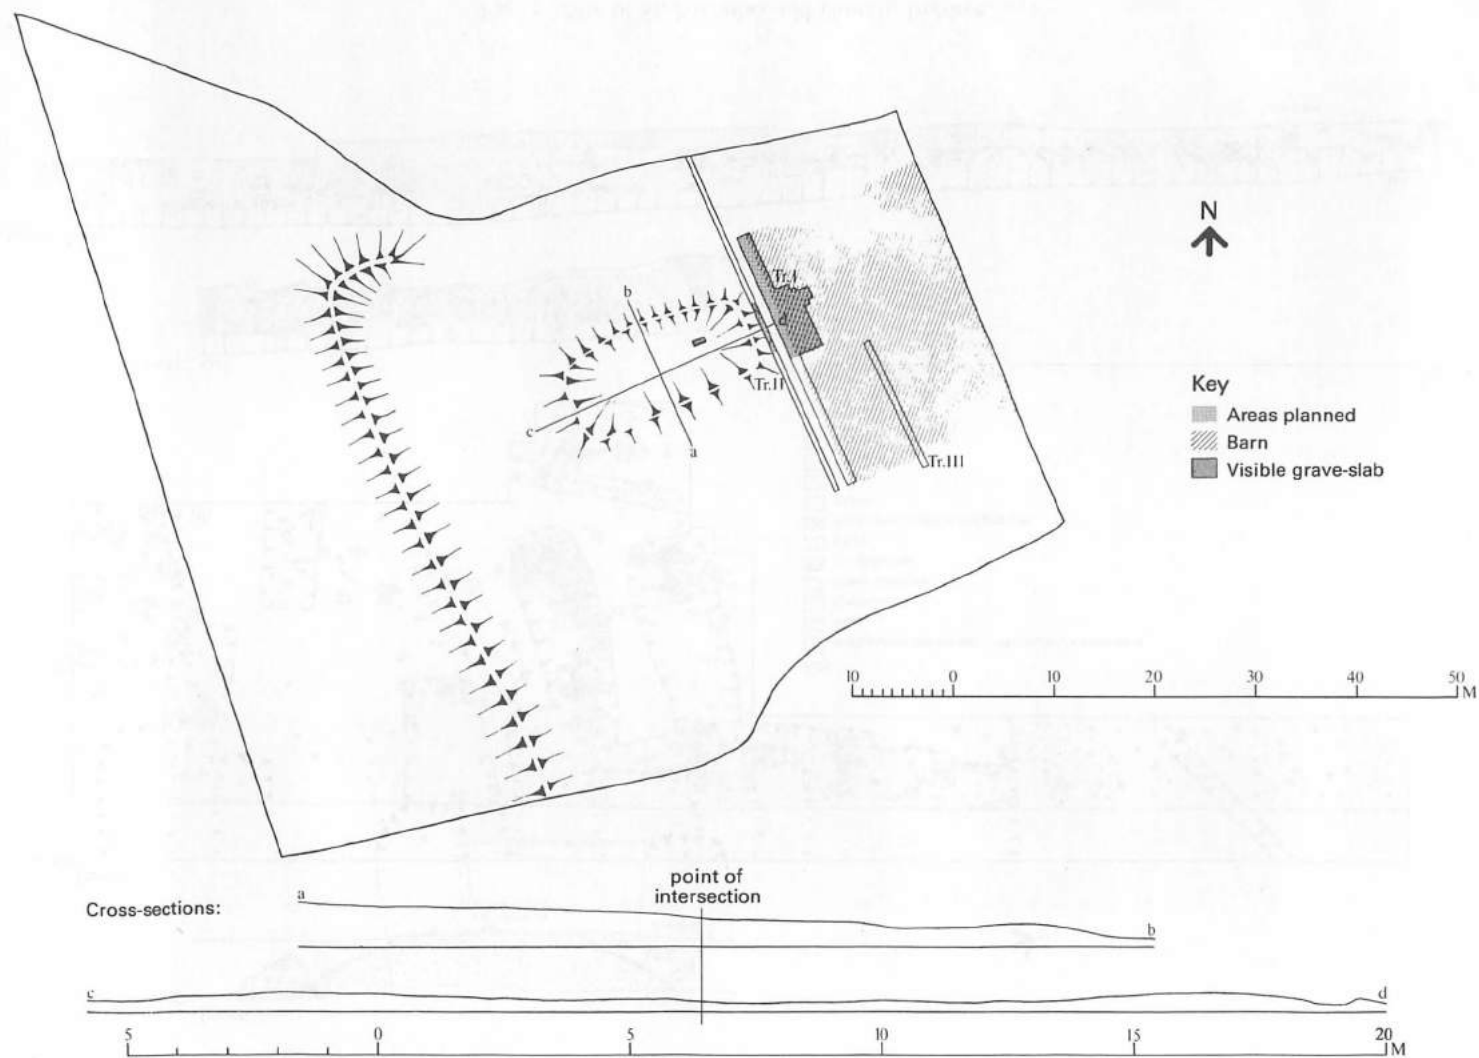 N
b
Tr.I
d
Tr.II
c
a
Tr.III
Key
Areas planned
Barn
Visible grave-slab
10 0 10 20 30 40 50 M
point of
intersection
Cross-sections:
a
b
c
d
5 0 5 10 15 20 M